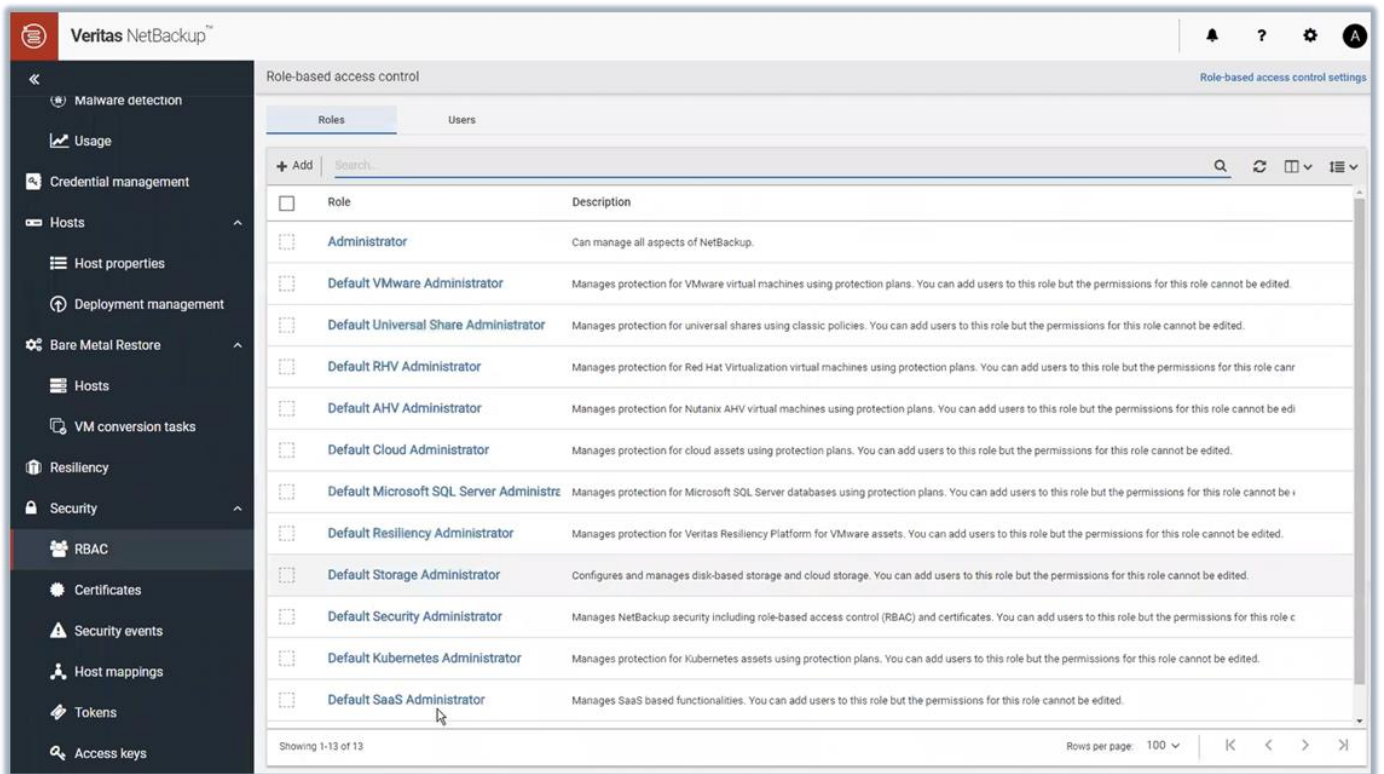 Veritas NetBackup™
?
A
«
Role-based access control
Role-based access control settings
Malware detection
Usage
Credential management
Hosts
Host properties
Deployment management
Bare Metal Restore
Hosts
VM conversion tasks
Resiliency
Security
RBAC
Certificates
Security events
Host mappings
Tokens
Access keys
Roles Users
+ Add Search...
Role Description
Administrator Can manage all aspects of NetBackup.
Default VMware Administrator Manages protection for VMware virtual machines using protection plans. You can add users to this role but the permissions for this role cannot be edited.
Default Universal Share Administrator Manages protection for universal shares using classic policies. You can add users to this role but the permissions for this role cannot be edited.
Default RHV Administrator Manages protection for Red Hat Virtualization virtual machines using protection plans. You can add users to this role but the permissions for this role canr
Default AHV Administrator Manages protection for Nutanix AHV virtual machines using protection plans. You can add users to this role but the permissions for this role cannot be edi
Default Cloud Administrator Manages protection for cloud assets using protection plans. You can add users to this role but the permissions for this role cannot be edited.
Default Microsoft SQL Server Administra Manages protection for Microsoft SQL Server databases using protection plans. You can add users to this role but the permissions for this role cannot be
Default Resiliency Administrator Manages protection for Veritas Resiliency Platform for VMware assets. You can add users to this role but the permissions for this role cannot be edited.
Default Storage Administrator Configures and manages disk-based storage and cloud storage. You can add users to this role but the permissions for this role cannot be edited.
Default Security Administrator Manages NetBackup security including role-based access control (RBAC) and certificates. You can add users to this role but the permissions for this role c
Default Kubernetes Administrator Manages protection for Kubernetes assets using protection plans. You can add users to this role but the permissions for this role cannot be edited.
Default SaaS Administrator Manages SaaS based functionalities. You can add users to this role but the permissions for this role cannot be edited.
Showing 1-13 of 13 Rows per page: 100